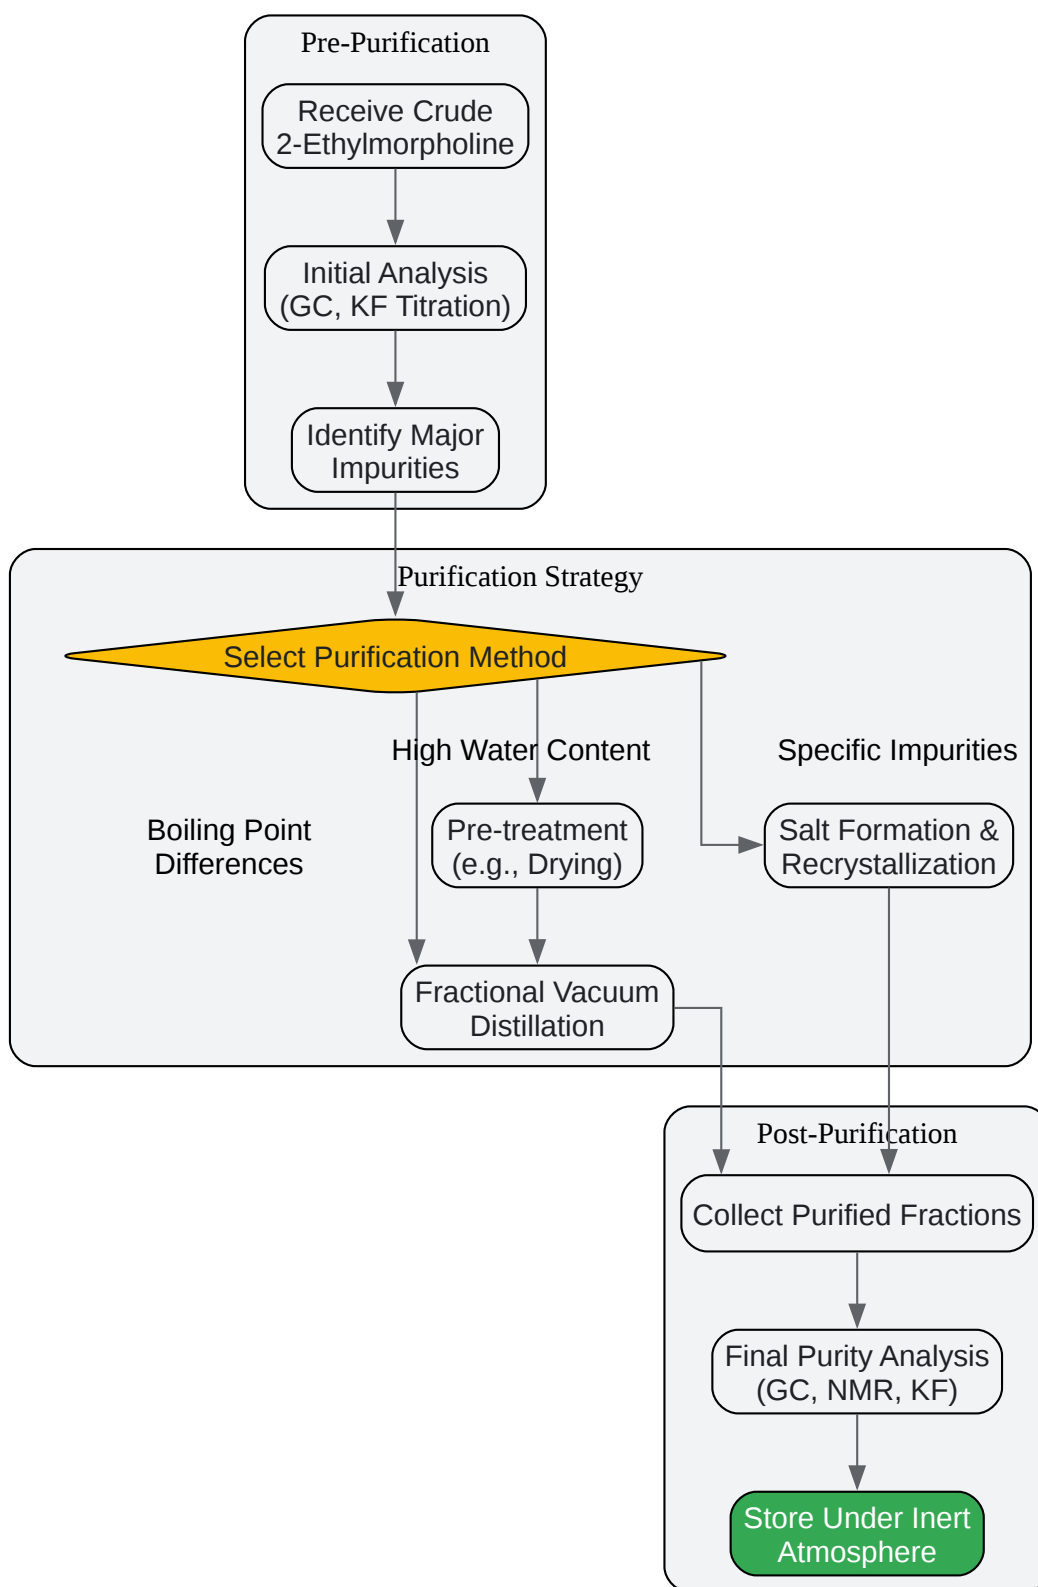 Pre-Purification
Receive Crude
2-Ethylmorpholine
Initial Analysis
(GC, KF Titration)
Identify Major
Impurities
Purification Strategy
Select Purification Method
High Water Content
Specific Impurities
Boiling Point
Differences
Pre-treatment
(e.g., Drying)
Salt Formation &
Recrystallization
Fractional Vacuum
Distillation
Post-Purification
Collect Purified Fractions
Final Purity Analysis
(GC, NMR, KF)
Store Under Inert
Atmosphere